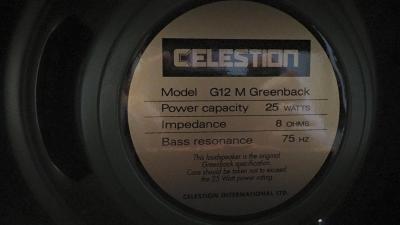 CELESTION
Model G12 M Greenback
Power capacity 25 WATTS
Impedance 8 OHMS
Bass resonance 75 HZ
This loudspeaker is the original
Greenback specification.
Care should be taken not to exceed
the 25 Watt power rating.
CELESTION INTERNATIONAL LTD.